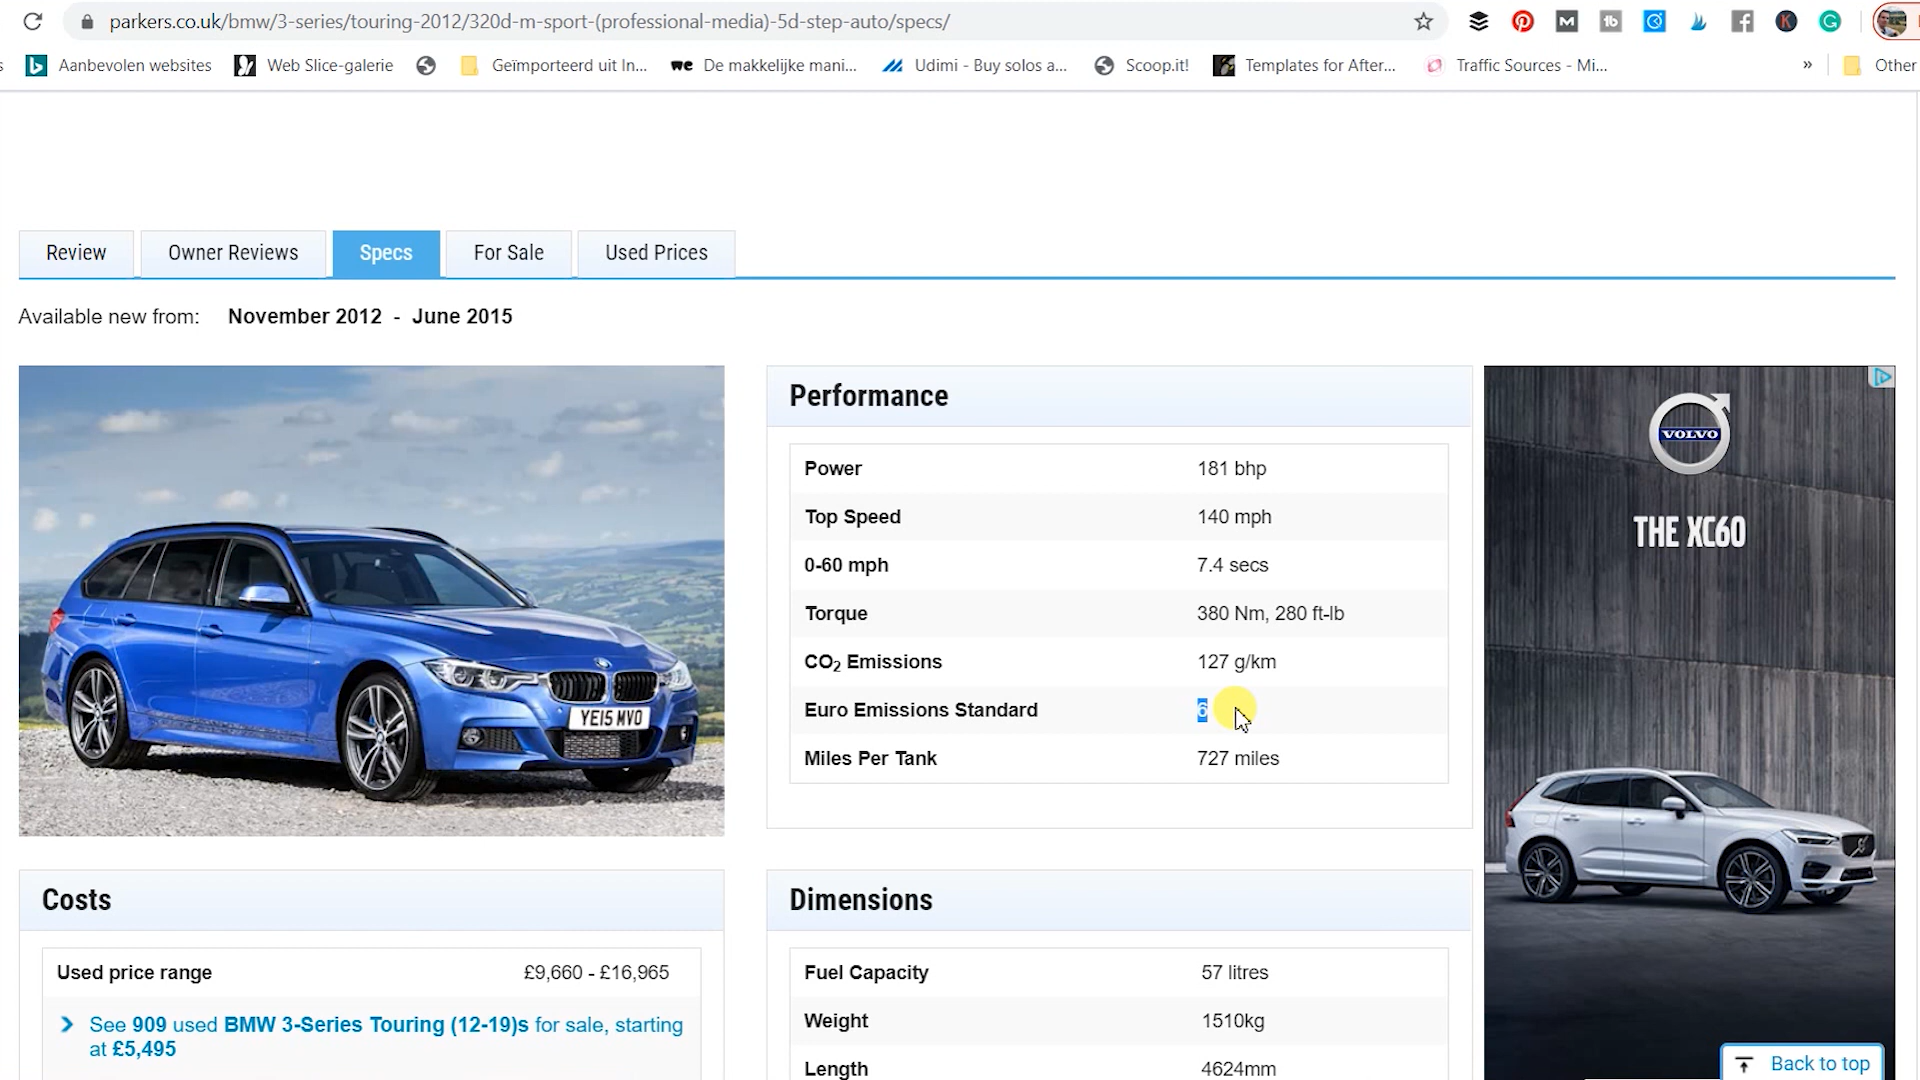 parkers.co.uk/bmw/3-series/touring-2012/320d-m-sport-(professional-media)-5d-step-auto/specs/
s Aanbevolen websites Web Slice-galerie Geïmporteerd uit In... we De makkelijke mani... Udimi - Buy solos a... Scoop.it! Templates for After... Traffic Sources - Mi... » Other
Review Owner Reviews Specs For Sale Used Prices
Available new from: November 2012 - June 2015
YE15 MVO
Performance
Power 181 bhp
Top Speed 140 mph
0-60 mph 7.4 secs
Torque 380 Nm, 280 ft-lb
CO₂ Emissions 127 g/km
Euro Emissions Standard 6
Miles Per Tank 727 miles
VOLVO
THE XC60
Costs
Used price range £9,660 - £16,965
See 909 used BMW 3-Series Touring (12-19)s for sale, starting
at £5,495
Dimensions
Fuel Capacity 57 litres
Weight 1510kg
Length 4624mm
Back to top